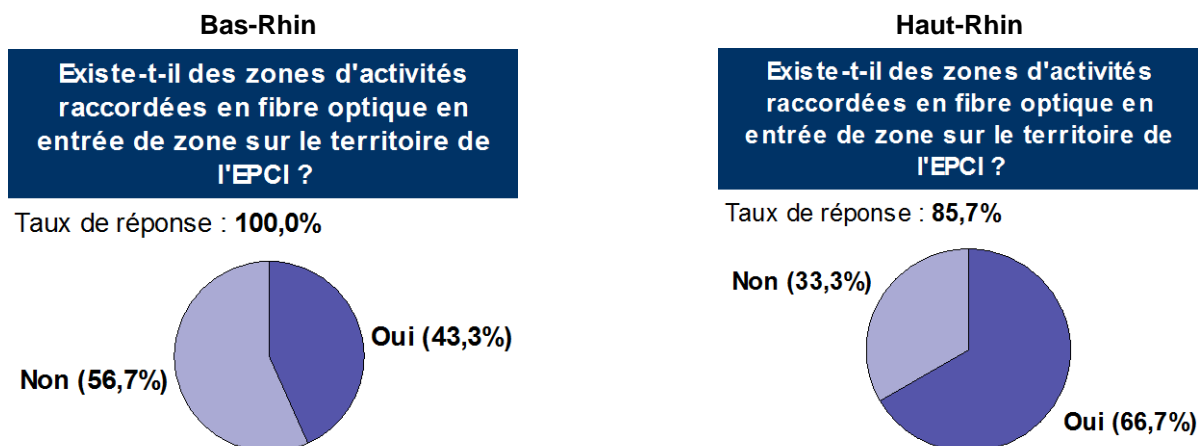 Bas-Rhin
Existe-t-il des zones d'activités
raccordées en fibre optique en
entrée de zone sur le territoire de
l'EPCI ?
Taux de réponse : 100,0%
Oui (43,3%)
Non (56,7%)
Haut-Rhin
Existe-t-il des zones d'activités
raccordées en fibre optique en
entrée de zone sur le territoire de
l'EPCI ?
Taux de réponse : 85,7%
Non (33,3%)
Oui (66,7%)